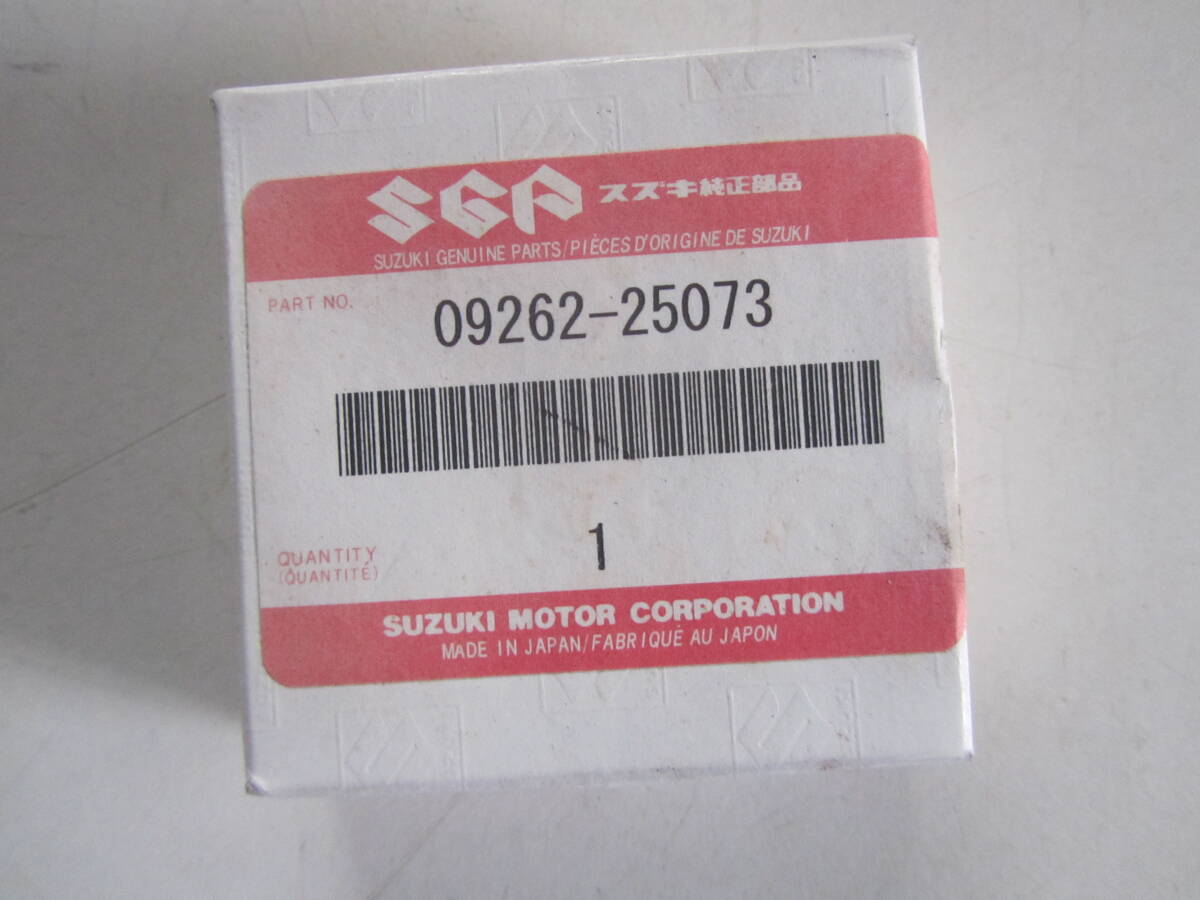 SGP スズキ純正部品
SUZUKI GENUINE PARTS/PIÈCES D'ORIGINE DE SUZUKI
PART NO. 09262-25073
1
QUANTITY
(QUANTITÉ)
SUZUKI MOTOR CORPORATION
MADE IN JAPAN/FABRIQUÉ AU JAPON